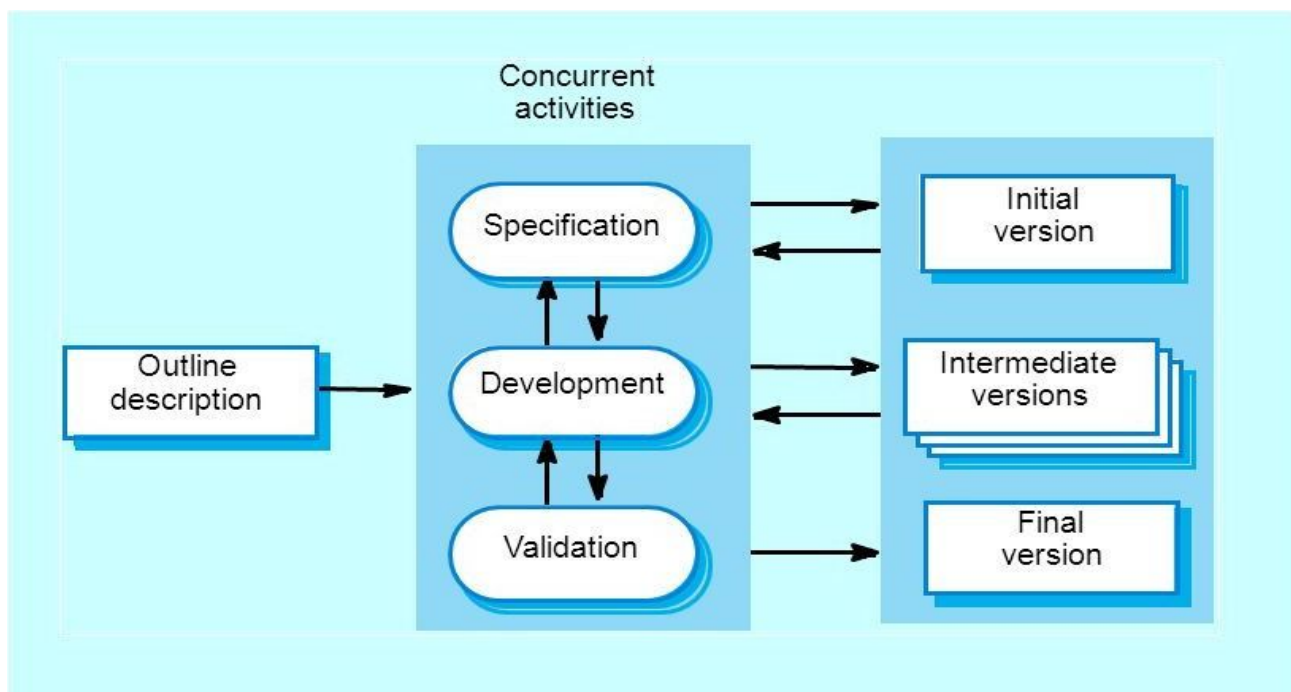 Concurrent
activities
Specification
Initial
version
Outline
description
Development
Intermediate
versions
Validation
Final
version